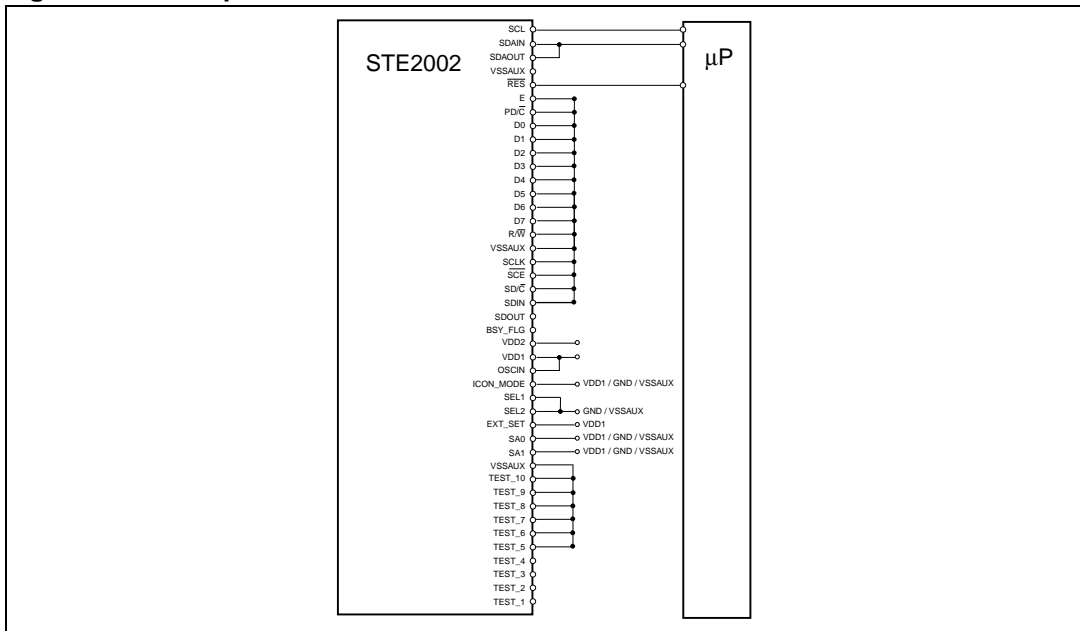 STE2002
SCL
SDAIN
SDAOUT
VSSAUX
RES
E
PD/C
D0
D1
D2
D3
D4
D5
D6
D7
R/W
VSSAUX
SCLK
SCE
SD/C
SDIN
SDOUT
BSY_FLG
VDD2
VDD1
OSCIN
ICON_MODE VDD1 / GND / VSSAUX
SEL1
SEL2 GND / VSSAUX
EXT_SET VDD1
SA0 VDD1 / GND / VSSAUX
SA1 VDD1 / GND / VSSAUX
VSSAUX
TEST_10
TEST_9
TEST_8
TEST_7
TEST_6
TEST_5
TEST_4
TEST_3
TEST_2
TEST_1
μP